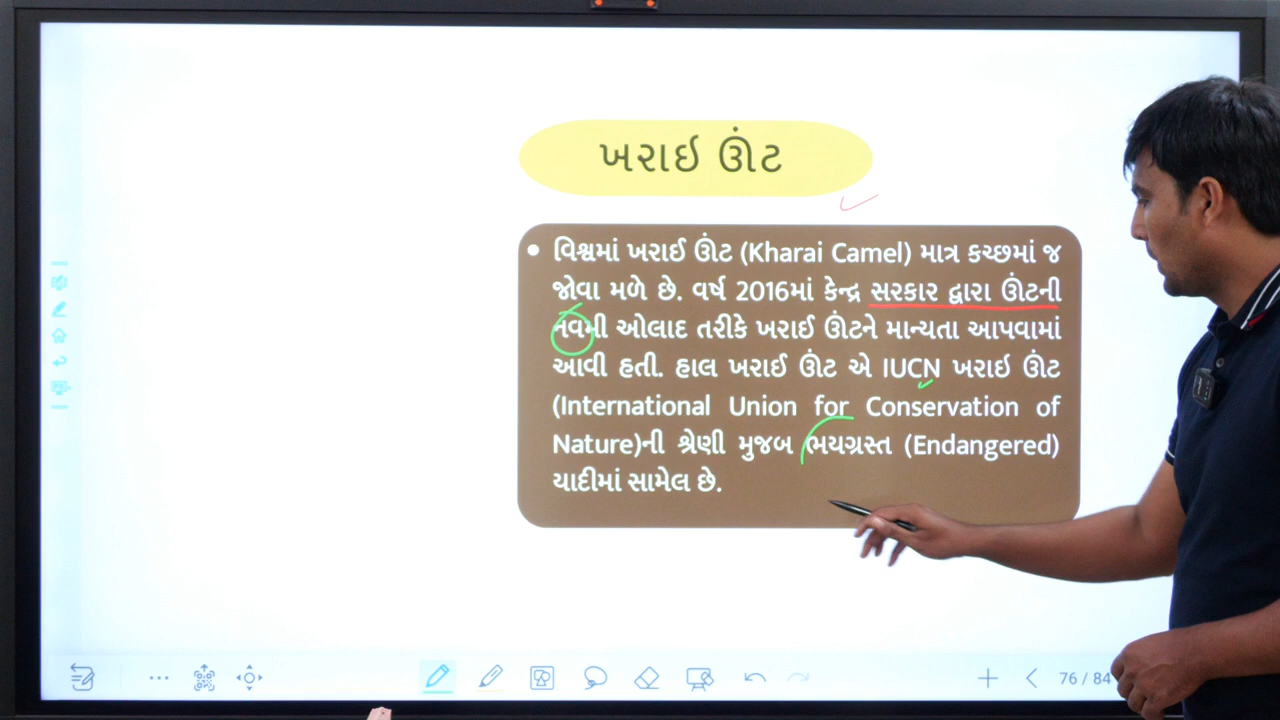 ખરાઇ ઊંટ
વિશ્વમાં ખરાઈ ઊંટ (Kharai Camel) માત્ર કચ્છમાં જ
જોવા મળે છે. વર્ષ 2016માં કેન્દ્ર સરકાર દ્વારા ઊંટની
નવમી ઓલાદ તરીકે ખરાઈ ઊંટને માન્યતા આપવામાં
આવી હતી. હાલ ખરાઈ ઊંટ એ IUCN ખરાઇ ઊંટ
(International Union for Conservation of
Nature)ની શ્રેણી મુજબ ભયગ્રસ્ત (Endangered)
યાદીમાં સામેલ છે.
76 / 84